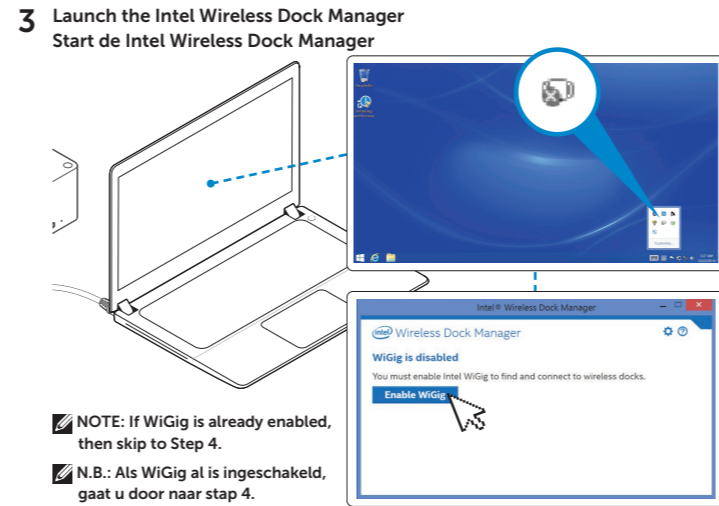 3 Launch the Intel Wireless Dock Manager
Start de Intel Wireless Dock Manager
Intel® Wireless Dock Manager
intel Wireless Dock Manager
WiGig is disabled
You must enable Intel WiGig to find and connect to wireless docks.
Enable WiGig
NOTE: If WiGig is already enabled,
then skip to Step 4.
N.B.: Als WiGig al is ingeschakeld,
gaat u door naar stap 4.